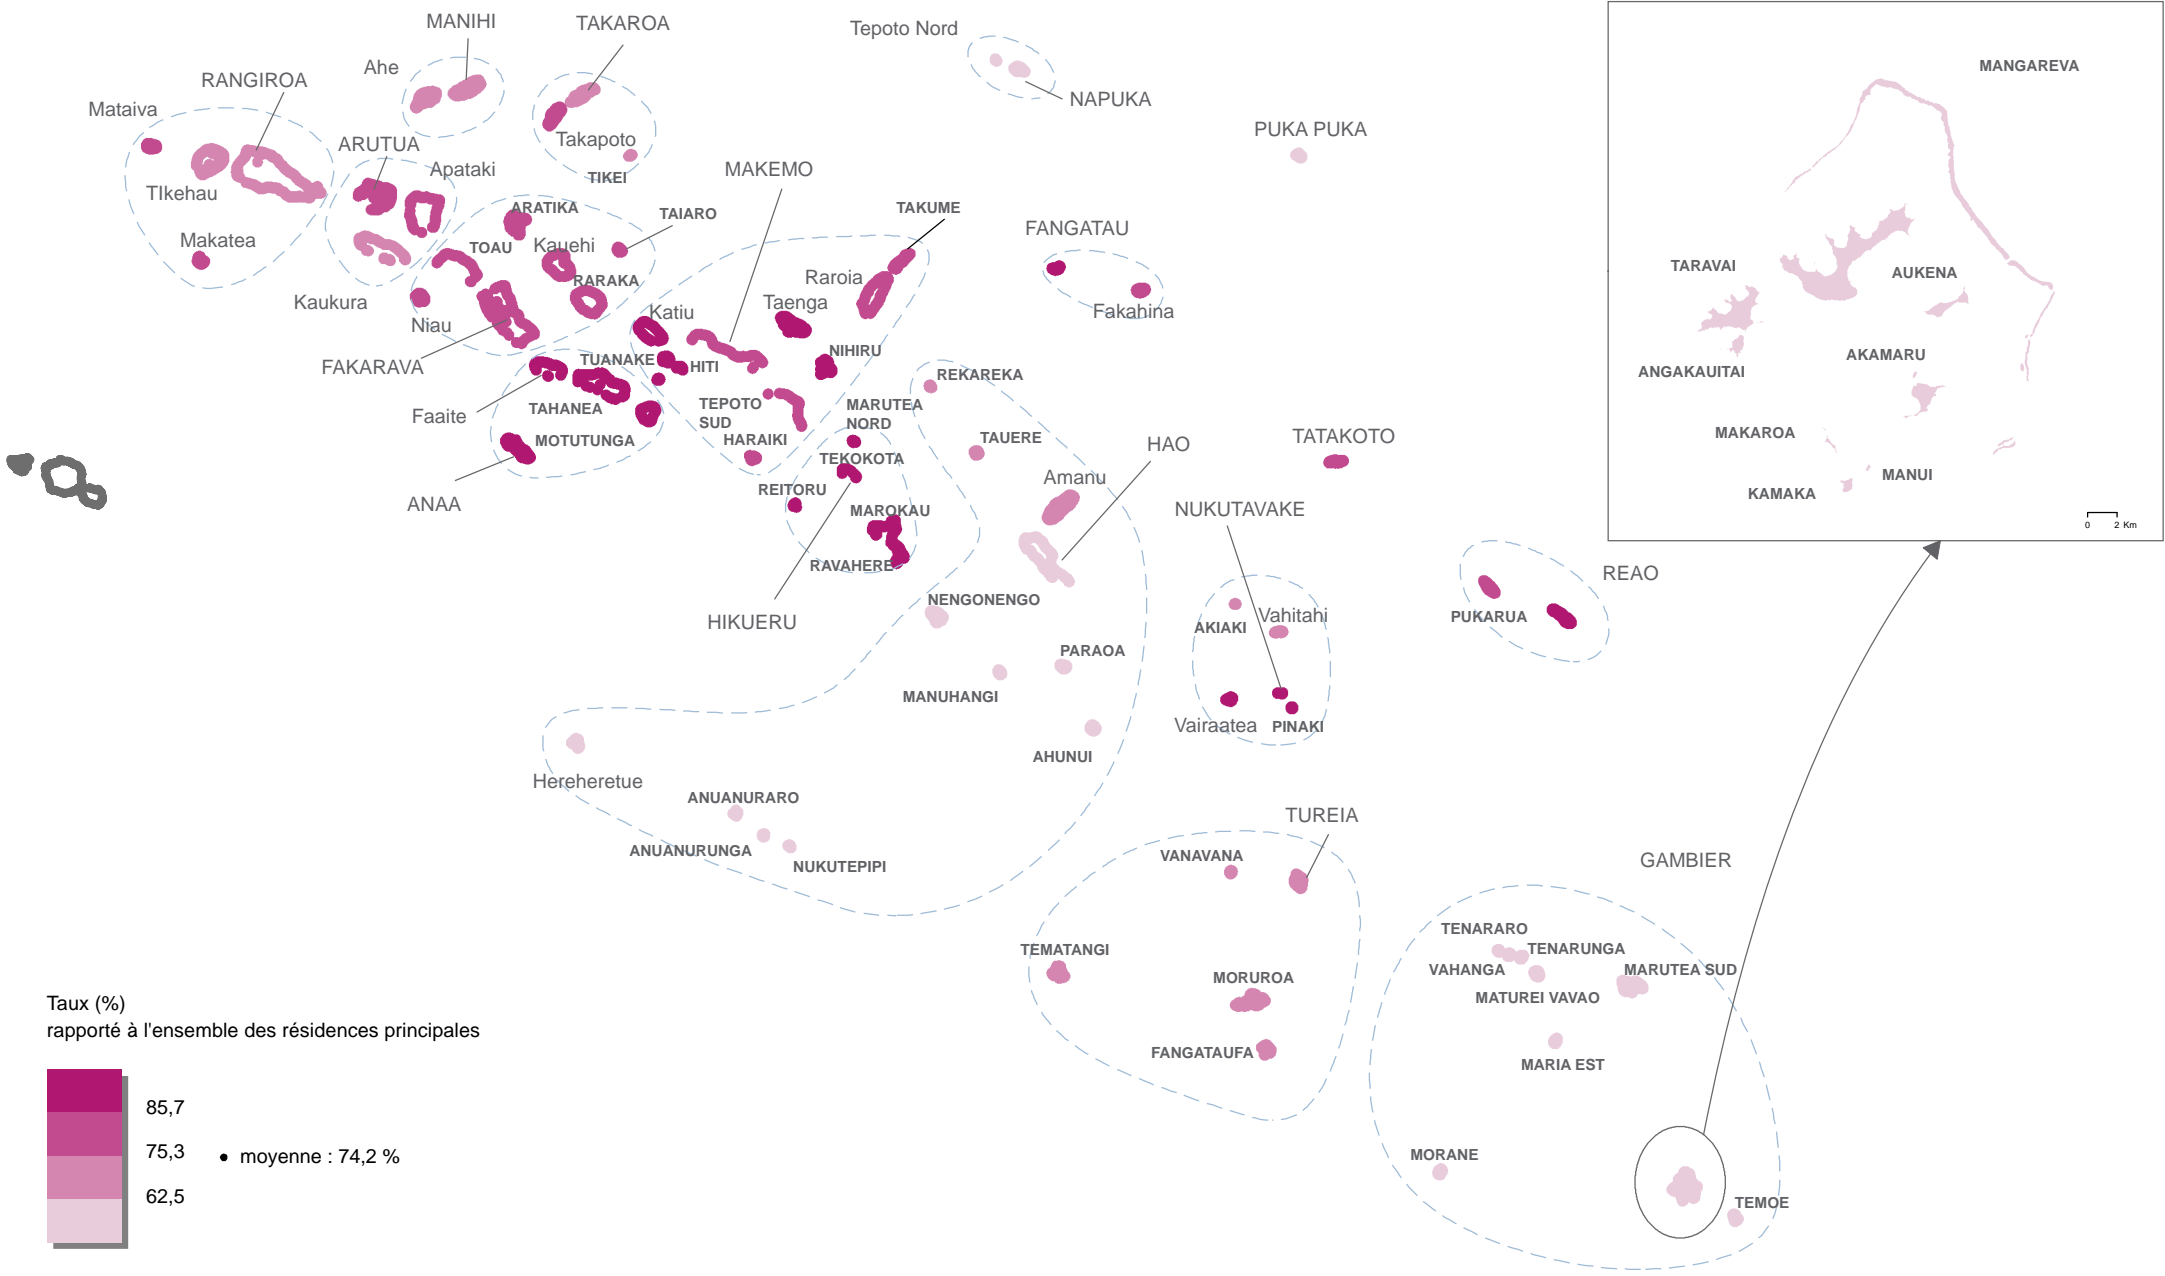 MANIHI
TAKAROA
Tepoto Nord
Ahe
RANGIROA
MANGAREVA
Mataiva
NAPUKA
PUKA PUKA
ARUTUA
Takapoto
Apataki
MAKEMO
TIKEI
TIkehau
ARATIKA
TAIARO
TAKUME
FANGATAU
Makatea
TOAU
Kauehi
TARAVAI
AUKENA
RARAKA
Raroia
Kaukura
Taenga
Niau
Katiu
Fakahina
FAKARAVA
TUANAKE
HITI
NIHIRU
AKAMARU
ANGAKAUITAI
REKAREKA
Faaite
TAHANEA
TEPOTO
SUD
MARUTEA
NORD
MOTUTUNGA
HARAIKI
TAUERE
HAO
TATAKOTO
MAKAROA
TEKOKOTA
MANUI
ANAA
REITORU
Amanu
KAMAKA
MAROKAU
NUKUTAVAKE
0 2 Km
RAVAHERE
REAO
NENGONENGO
HIKUERU
AKIAKI
Vahitahi
PUKARUA
PARAOA
MANUHANGI
Vairaatea
PINAKI
AHUNUI
Hereheretue
ANUANURARO
TUREIA
ANUANURUNGA
NUKUTEPIPI
VANAVANA
GAMBIER
TENARARO
TEMATANGI
TENARUNGA
VAHANGA
MARUTEA SUD
MORUROA
MATUREI VAVAO
Taux (%)
rapporté à l'ensemble des résidences principales
FANGATAUFA
MARIA EST
85,7
75,3
moyenne : 74,2 %
MORANE
62,5
TEMOE